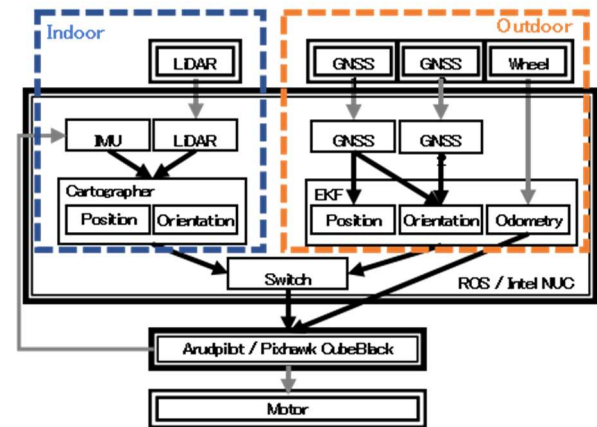 Indoor
Outdoor
LiDAR
GNSS
GNSS
Wheel
IMU
LiDAR
GNSS
GNSS
Cartographer
Position
Orientation
EKF
Position
Orientation
Odometry
Switch
ROS / Intel NUC
Arudpilot / Pixhawk CubeBlack
Motor